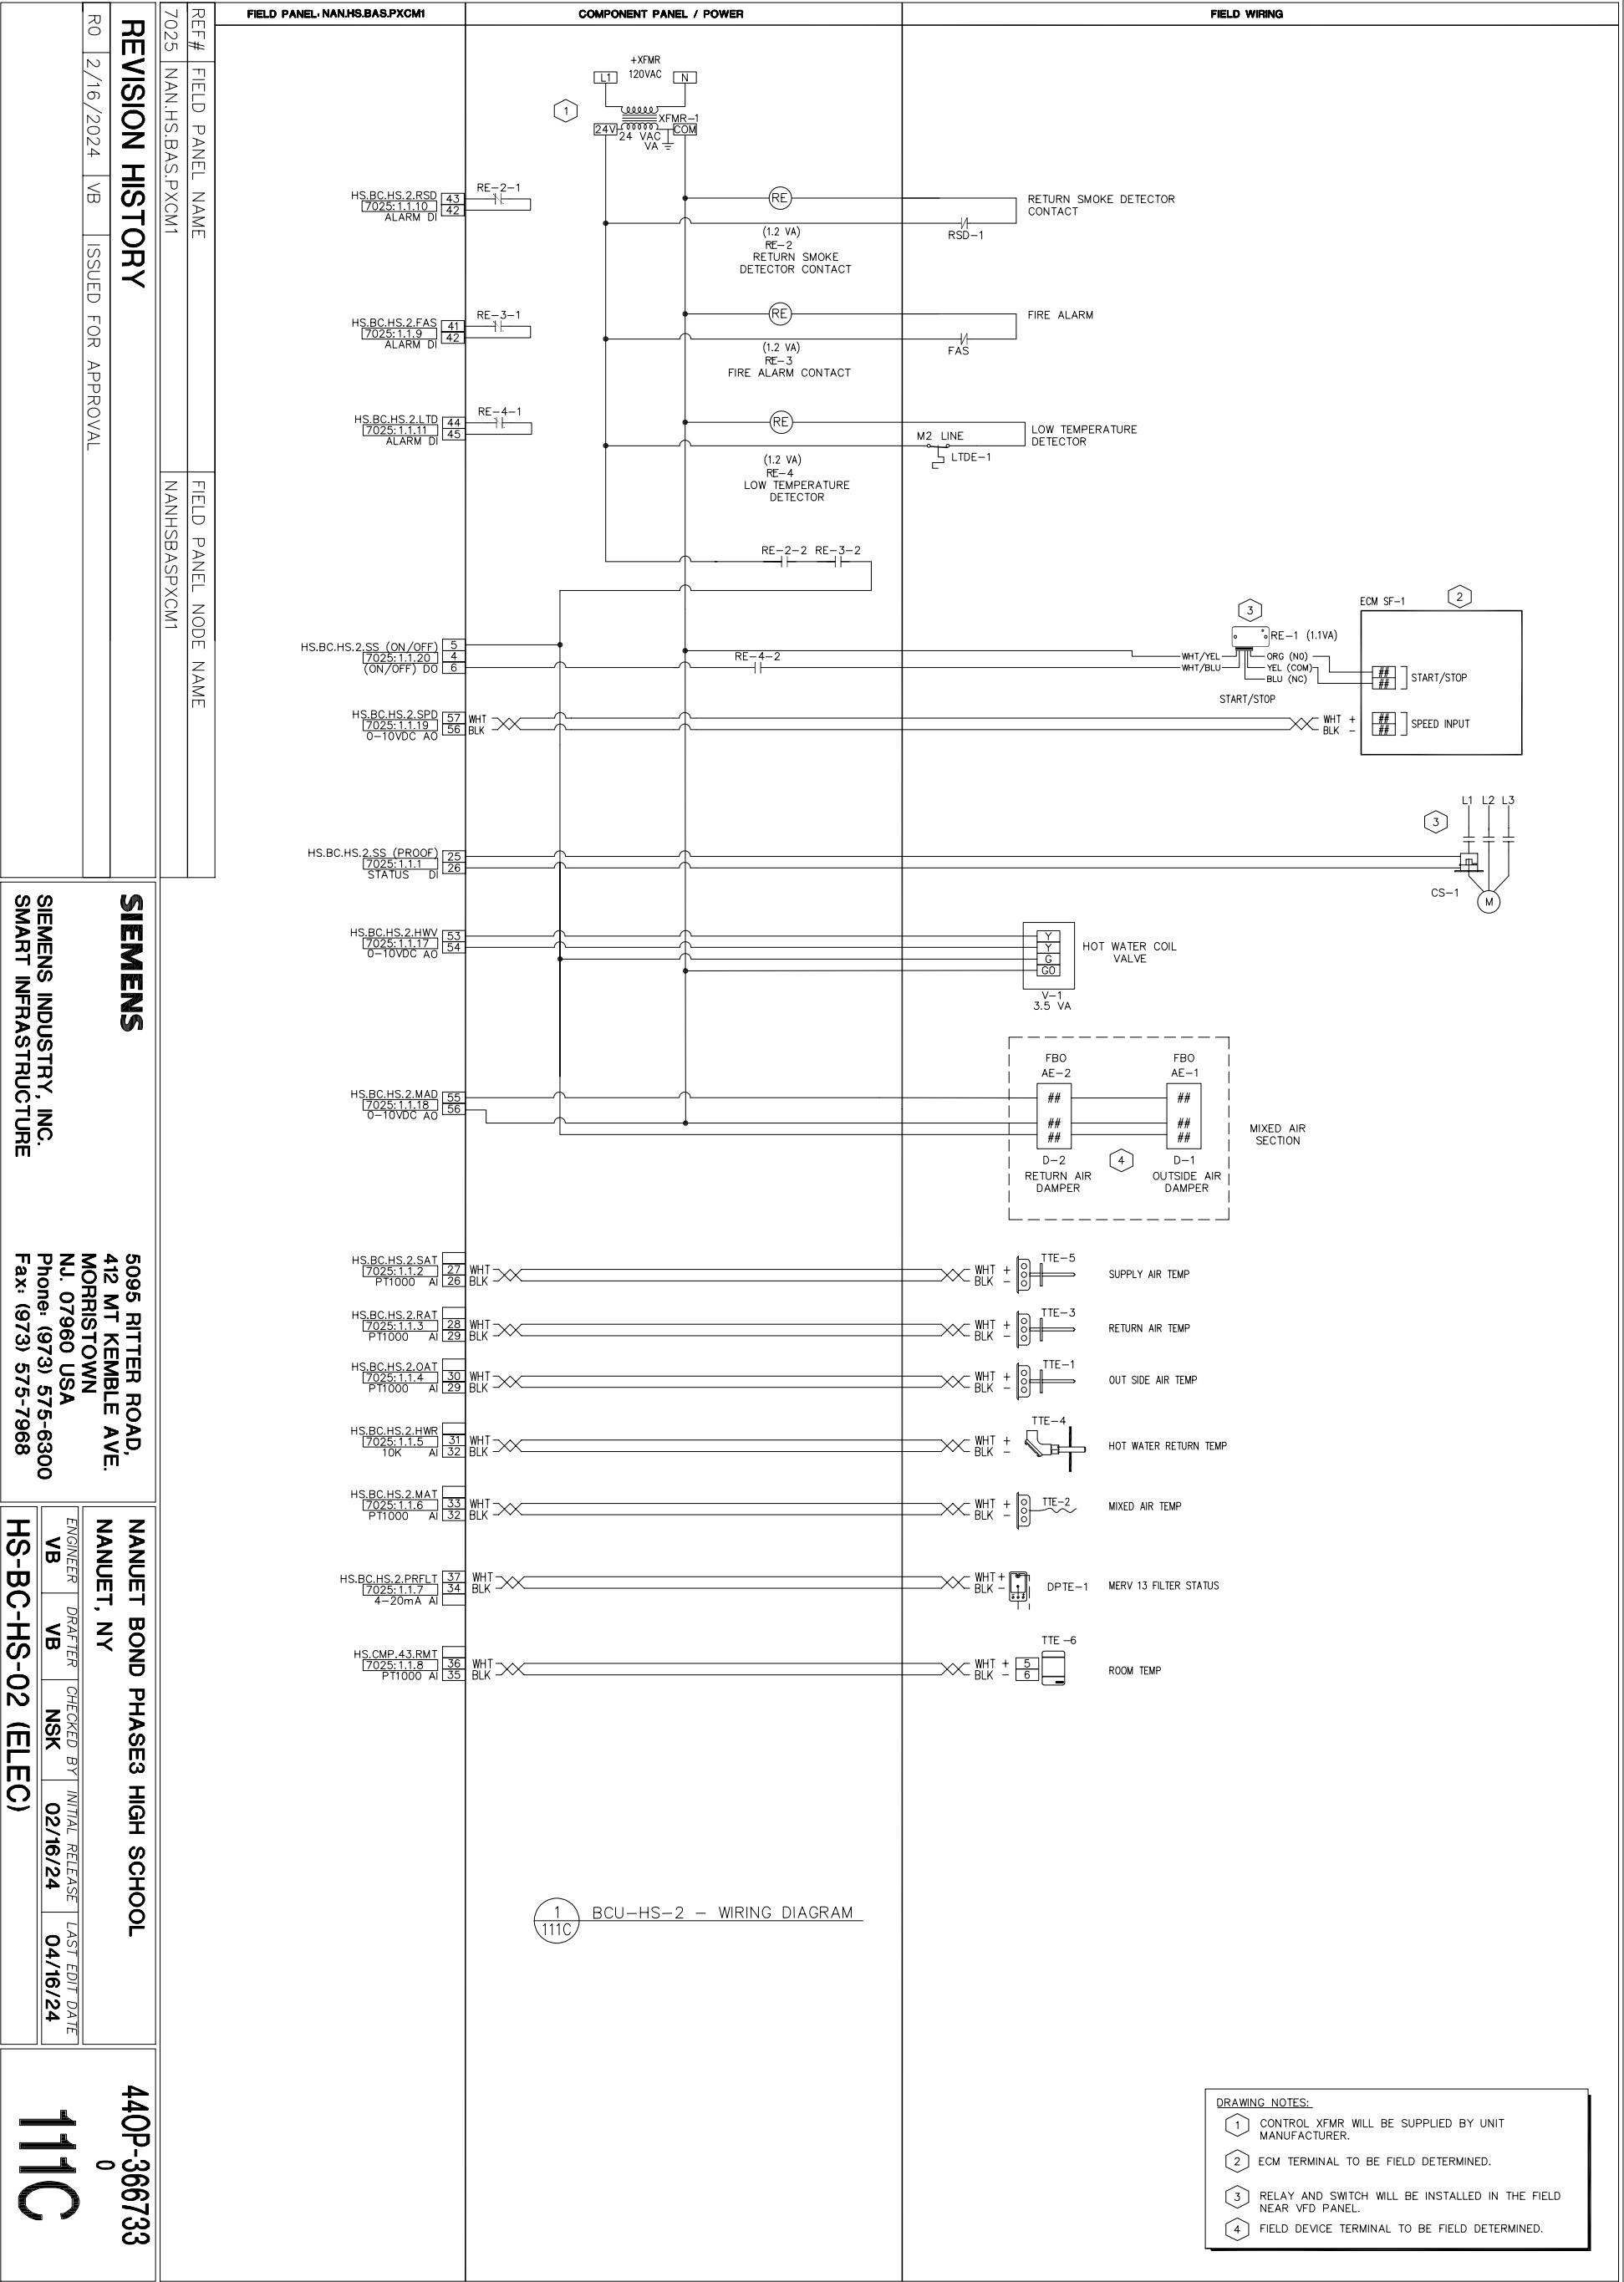 FIELD PANEL: NAN.HS.BAS.PXCM1
COMPONENT PANEL / POWER
FIELD WIRING
+XFMR
120VAC
L1
N
1
XFMR-1
24V
24 VAC
COM
VA
HS.BC.HS.2.RSD
7025:1.1.10
ALARM DI
43
42
RE-2-1
RE
(1.2 VA)
RE-2
RETURN SMOKE
DETECTOR CONTACT
RSD-1
RETURN SMOKE DETECTOR
CONTACT
HS.BC.HS.2.FAS
7025:1.1.9
ALARM DI
41
42
RE-3-1
RE
(1.2 VA)
RE-3
FIRE ALARM CONTACT
FAS
FIRE ALARM
HS.BC.HS.2.LTD
7025:1.1.11
ALARM DI
44
45
RE-4-1
RE
(1.2 VA)
RE-4
LOW TEMPERATURE
DETECTOR
M2 LINE
LTDE-1
LOW TEMPERATURE
DETECTOR
RE-2-2 RE-3-2
HS.BC.HS.2.SS (ON/OFF)
7025:1.1.20
(ON/OFF) DO
5
4
6
RE-4-2
3
RE-1 (1.1VA)
WHT/YEL
WHT/BLU
ORG (NO)
YEL (COM)
BLU (NC)
START/STOP
ECM SF-1
2
##
##
START/STOP
HS.BC.HS.2.SPD
7025:1.1.19
0-10VDC AO
57 WHT
56 BLK
WHT +
BLK -
##
##
SPEED INPUT
HS.BC.HS.2.SS (PROOF)
7025:1.1.1
STATUS DI
25
26
3
L1 L2 L3
CS-1
M
HS.BC.HS.2.HWV
7025:1.1.17
0-10VDC AO
53
54
Y
Y
G
G0
V-1
3.5 VA
HOT WATER COIL
VALVE
HS.BC.HS.2.MAD
7025:1.1.18
0-10VDC AO
55
56
FBO
AE-2
##
##
##
D-2
RETURN AIR
DAMPER
4
FBO
AE-1
##
##
##
D-1
OUTSIDE AIR
DAMPER
MIXED AIR
SECTION
HS.BC.HS.2.SAT
7025:1.1.2
PT1000 AI
27 WHT
26 BLK
WHT +
BLK -
TTE-5
SUPPLY AIR TEMP
HS.BC.HS.2.RAT
7025:1.1.3
PT1000 AI
28 WHT
29 BLK
WHT +
BLK -
TTE-3
RETURN AIR TEMP
HS.BC.HS.2.OAT
7025:1.1.4
PT1000 AI
30 WHT
29 BLK
WHT +
BLK -
TTE-1
OUT SIDE AIR TEMP
HS.BC.HS.2.HWR
7025:1.1.5
10K AI
31 WHT
32 BLK
WHT +
BLK -
TTE-4
HOT WATER RETURN TEMP
HS.BC.HS.2.MAT
7025:1.1.6
PT1000 AI
33 WHT
32 BLK
WHT +
BLK -
TTE-2
MIXED AIR TEMP
HS.BC.HS.2.PRFLT
7025:1.1.7
4-20mA AI
37 WHT
34 BLK
WHT +
BLK -
DPTE-1
MERV 13 FILTER STATUS
HS.CMP.43.RMT
7025:1.1.8
PT1000 AI
36 WHT
35 BLK
WHT +
BLK -
5
6
TTE -6
ROOM TEMP
1
111C
BCU-HS-2 - WIRING DIAGRAM
DRAWING NOTES:
1 CONTROL XFMR WILL BE SUPPLIED BY UNIT
MANUFACTURER.
2 ECM TERMINAL TO BE FIELD DETERMINED.
3 RELAY AND SWITCH WILL BE INSTALLED IN THE FIELD
NEAR VFD PANEL.
4 FIELD DEVICE TERMINAL TO BE FIELD DETERMINED.
REF# FIELD PANEL NAME FIELD PANEL NODE NAME
7025 NAN.HS.BAS.PXCM1 NANHSBASPXCM1
REVISION HISTORY
R0 2/16/2024 VB ISSUED FOR APPROVAL
SIEMENS
SIEMENS INDUSTRY, INC.
SMART INFRASTRUCTURE
5095 RITTER ROAD,
412 MT KEMBLE AVE.
MORRISTOWN
NJ. 07960 USA
Phone: (973) 575-6300
Fax: (973) 575-7968
NANUET BOND PHASE3 HIGH SCHOOL
NANUET, NY
ENGINEER DRAFTER CHECKED BY INITIAL RELEASE LAST EDIT DATE
VB VB NSK 02/16/24 04/16/24
HS-BC-HS-02 (ELEC)
440P-366733
0
111C